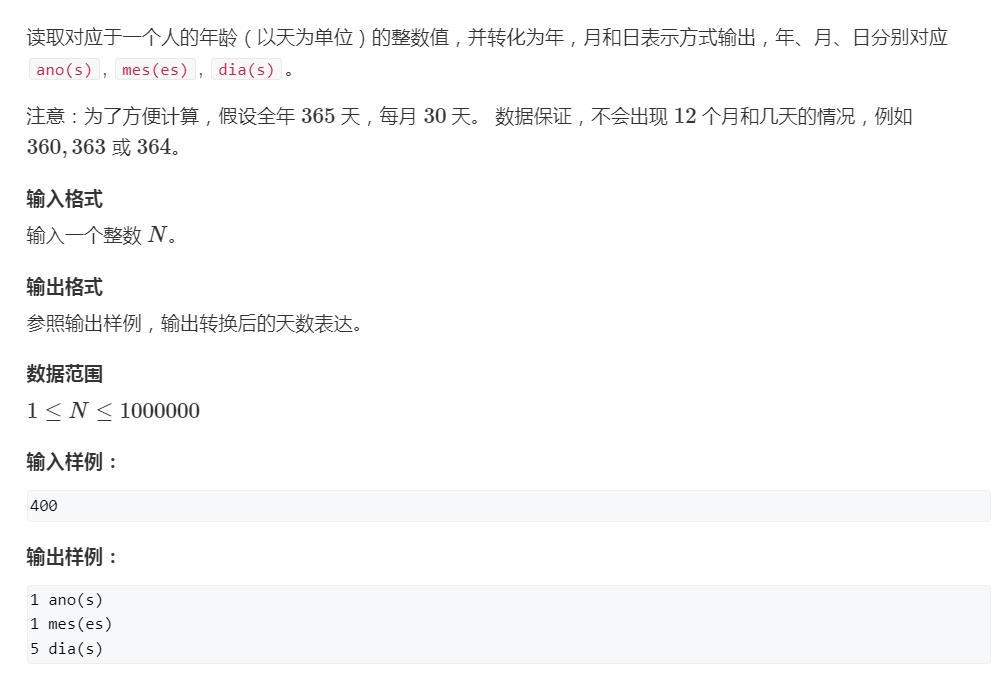 读取对应于一个人的年龄（以天为单位）的整数值，并转化为年，月和日表示方式输出，年、月、日分别对应
ano(s)，mes(es)，dia(s)。
注意：为了方便计算，假设全年 365 天，每月 30 天。 数据保证，不会出现 12 个月和几天的情况，例如
360, 363 或 364。
输入格式
输入一个整数 N。
输出格式
参照输出样例，输出转换后的天数表达。
数据范围
1 ≤ N ≤ 1000000
输入样例：
400
输出样例：
1 ano(s)
1 mes(es)
5 dia(s)